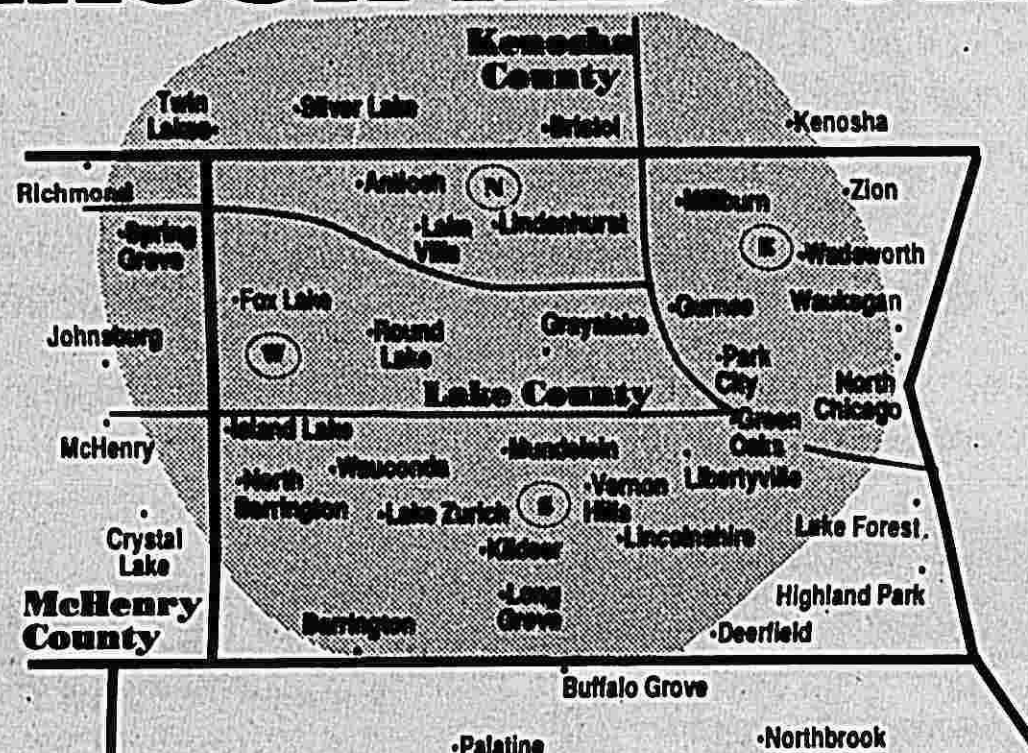 Kenosha
County
Twin
Lakes
Silver Lake
Bristol
Kenosha
Richmond
Antioch
N
Millburn
Zion
Spring
Grove
Lake
Villa
Lindenhurst
E
Wadsworth
Fox Lake
Gurnee
Waukegan
Johnsburg
W
Round
Lake
Grayslake
Park
City
North
Chicago
Lake County
Green
Oaks
McHenry
Island Lake
Mundelein
Wauconda
Libertyville
North
Barrington
Vernon
Hills
Lake Zurich
S
Crystal
Lake
Kildeer
Lincolnshire
Lake Forest
McHenry
County
Long
Grove
Highland Park
Barrington
Deerfield
Buffalo Grove
Palatine
Northbrook